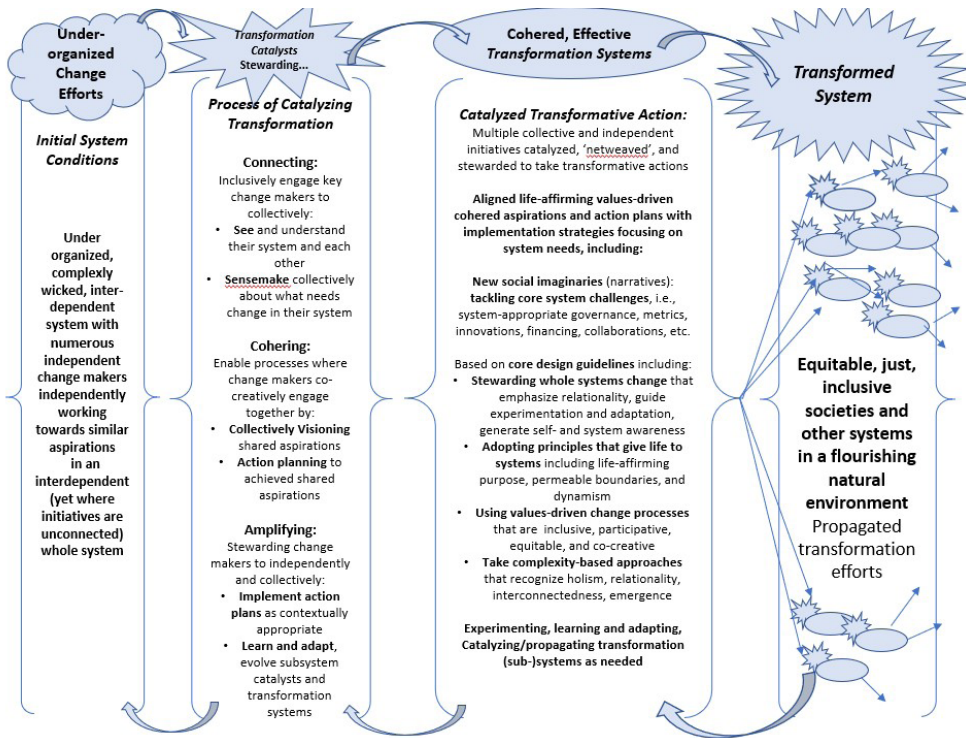 Under-
organized
Change
Efforts
Initial System
Conditions
Under
organized,
complexly
wicked, inter-
dependent
system with
numerous
independent
change makers
independently
working
towards similar
aspirations
in an
interdependent
(yet where
initiatives are
unconnected)
whole system
Transformation
Catalysts
Stewarding...
Process of Catalyzing
Transformation
Connecting:
Inclusively engage key
change makers to
collectively:
• See and understand
their system and each
other
• Sensemake collectively
about what needs
change in their system
Cohering:
Enable processes where
change makers co-
creatively engage
together by:
• Collectively Visioning
shared aspirations
• Action planning to
achieved shared
aspirations
Amplifying:
Stewarding change
makers to independently
and collectively:
• Implement action
plans as contextually
appropriate
• Learn and adapt,
evolve subsystem
catalysts and
transformation
systems
Cohered, Effective
Transformation Systems
Catalyzed Transformative Action:
Multiple collective and independent
initiatives catalyzed, ‘netweaved’, and
stewarded to take transformative actions
Aligned life-affirming values-driven
cohered aspirations and action plans with
implementation strategies focusing on
system needs, including:
New social imaginaries (narratives):
tackling core system challenges, i.e.,
system-appropriate governance, metrics,
innovations, financing, collaborations, etc.
Based on core design guidelines including:
• Stewarding whole systems change that
emphasize relationality, guide
experimentation and adaptation,
generate self- and system awareness
• Adopting principles that give life to
systems including life-affirming
purpose, permeable boundaries, and
dynamism
• Using values-driven change processes
that are inclusive, participative,
equitable, and co-creative
• Take complexity-based approaches
that recognize holism, relationality,
interconnectedness, emergence
Experimenting, learning and adapting,
Catalyzing/propagating transformation
(sub-)systems as needed
Transformed
System
Equitable, just,
inclusive
societies and
other systems
in a flourishing
natural
environment
Propagated
transformation
efforts